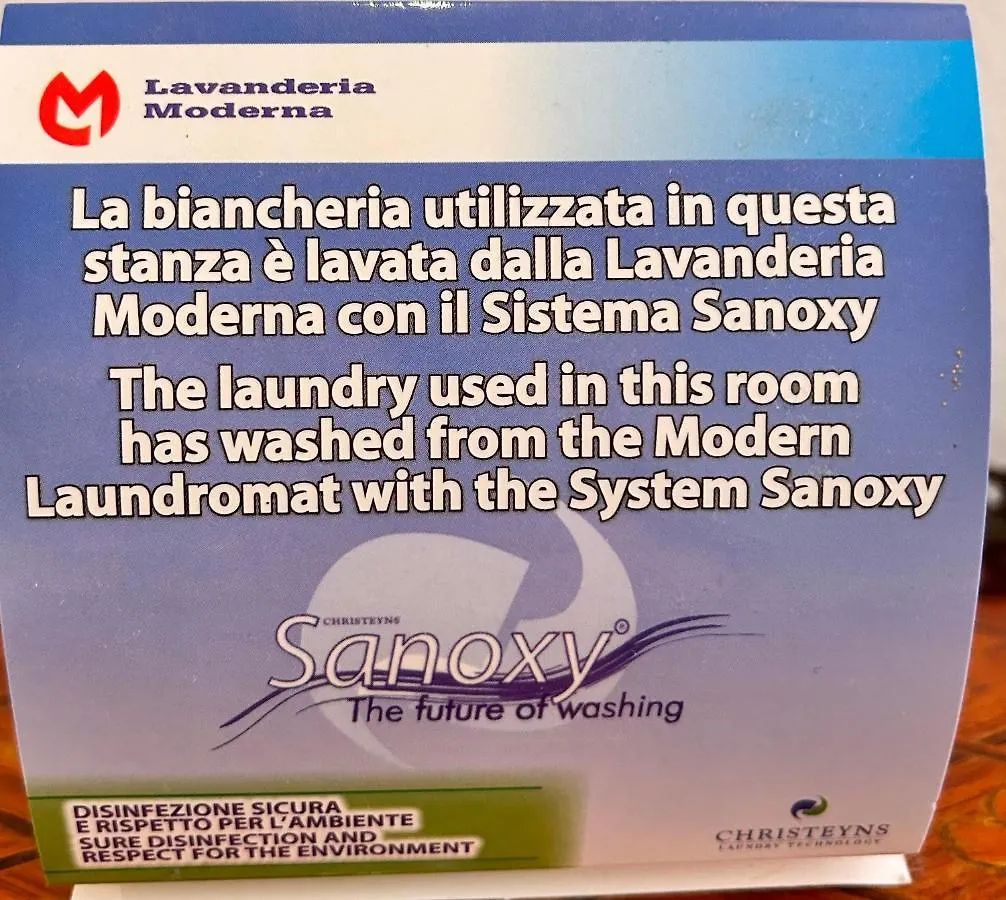 Lavanderia
Moderna
La biancheria utilizzata in questa
stanza è lavata dalla Lavanderia
Moderna con il Sistema Sanoxy
The laundry used in this room
has washed from the Modern
Laundromat with the System Sanoxy
CHRISTEYNS
Sanoxy®
The future of washing
DISINFEZIONE SICURA
E RISPETTO PER L'AMBIENTE
SURE DISINFECTION AND
RESPECT FOR THE ENVIRONMENT
CHRISTEYNS
LAUNDRY TECHNOLOGY